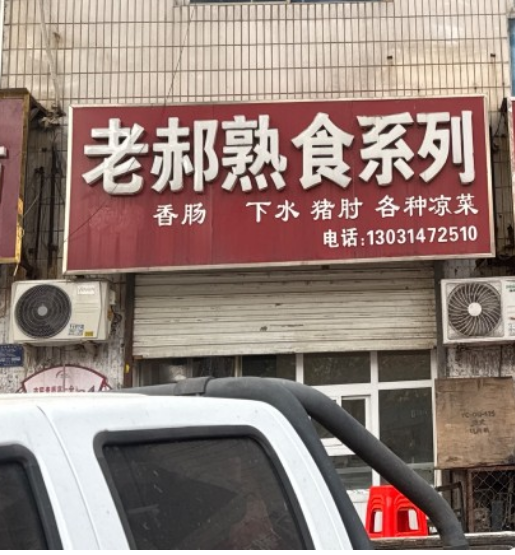 老郝熟食系列
香肠 下水 猪肘 各种凉菜
电话:13031472510